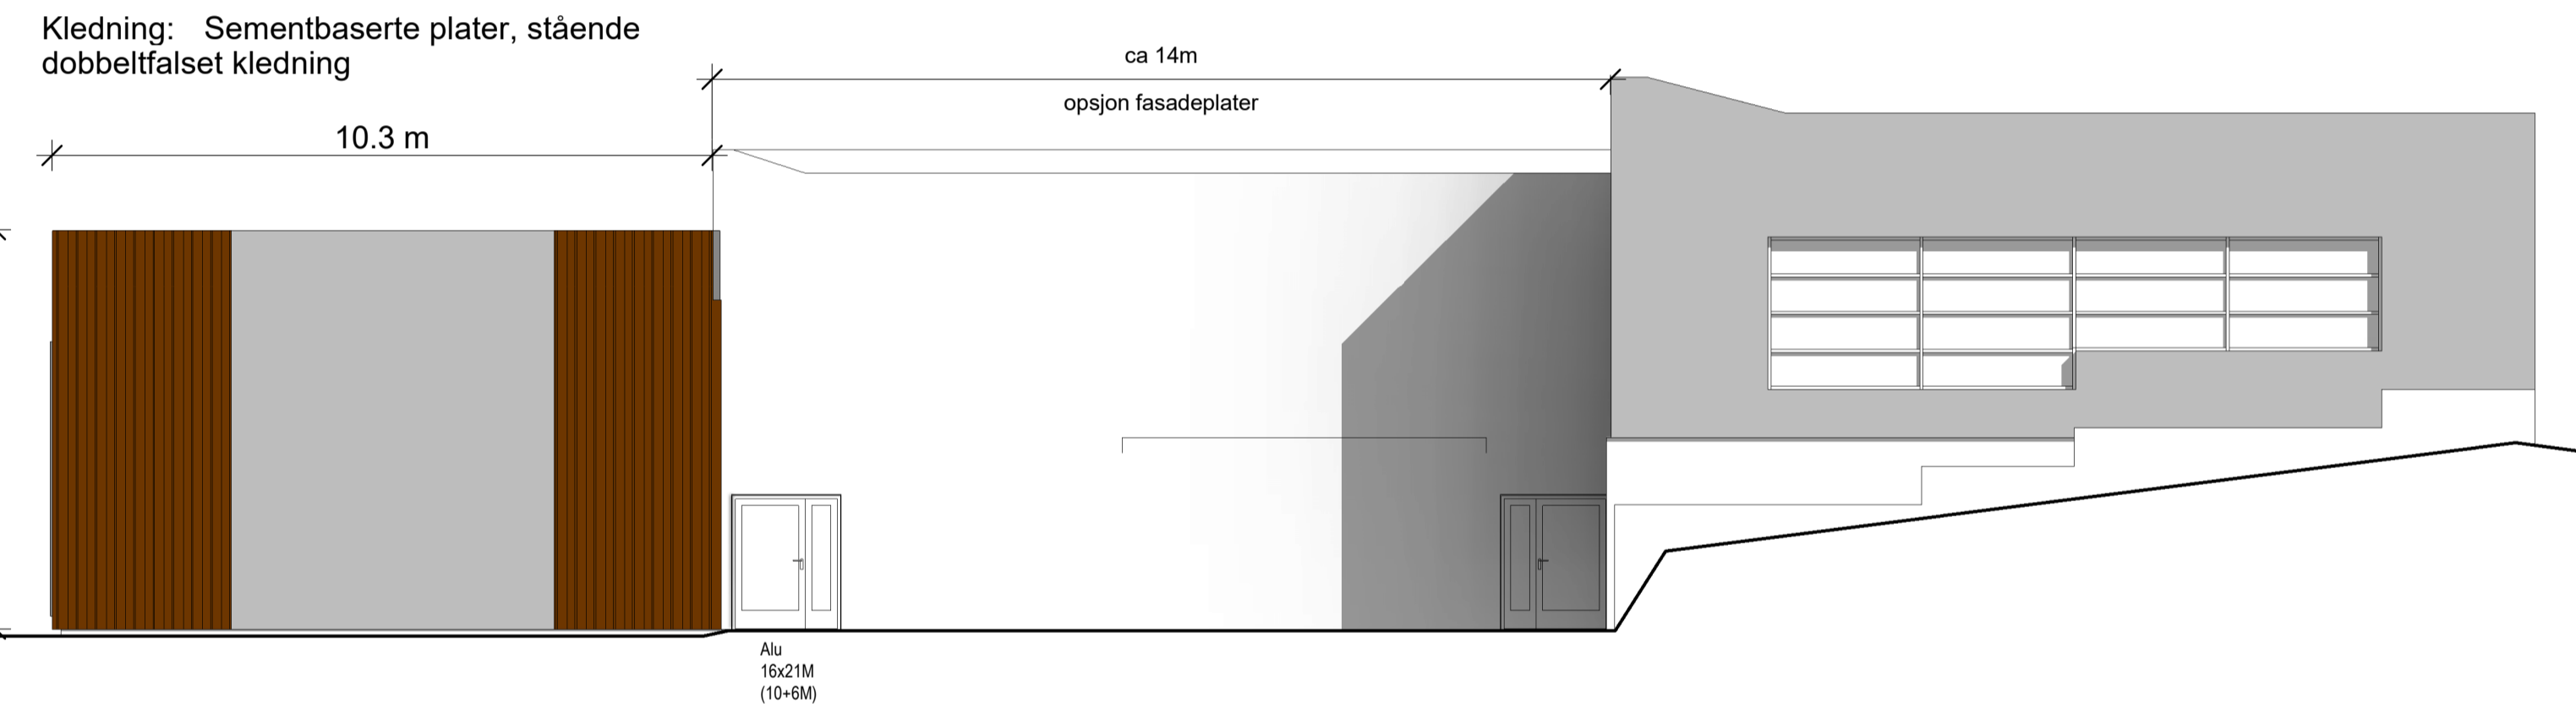 Kledning: Sementbaserte plater, stående
dobbeltfalset kledning
ca 14m
opsjon fasadeplater
10.3 m
Alu
16x21M
(10+6M)